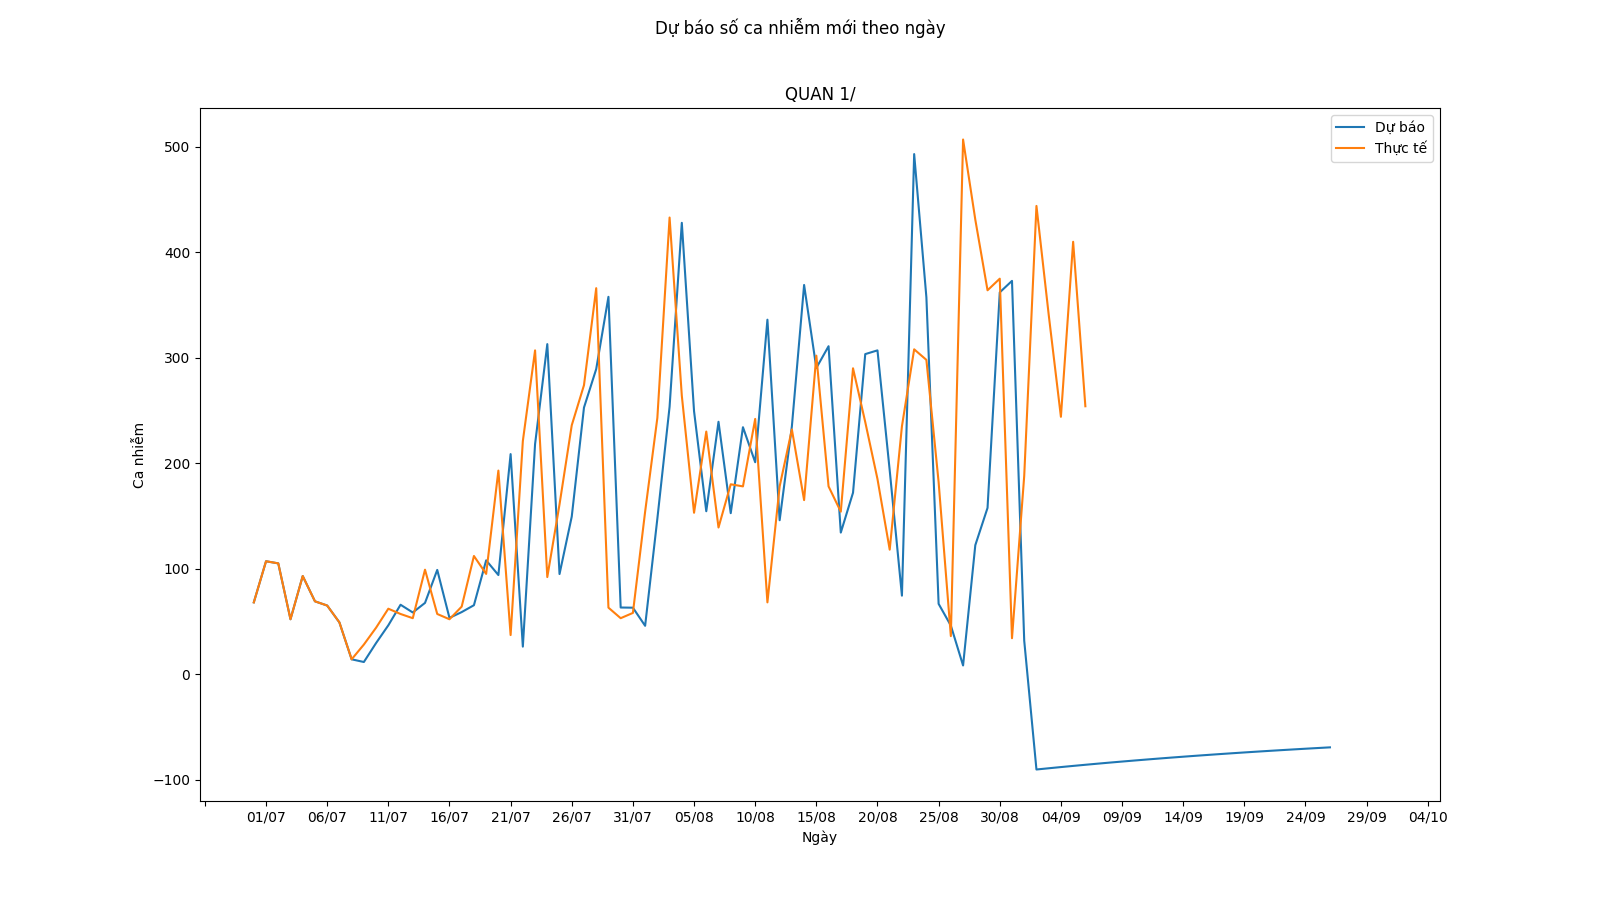 Dự báo số ca nhiễm mới theo ngày
QUAN 1/
Dự báo
Thực tế
500
400
300
200
100
0
−100
Ca nhiễm
01/07 06/07 11/07 16/07 21/07 26/07 31/07 05/08 10/08 15/08 20/08 25/08 30/08 04/09 09/09 14/09 19/09 24/09 29/09 04/10
Ngày